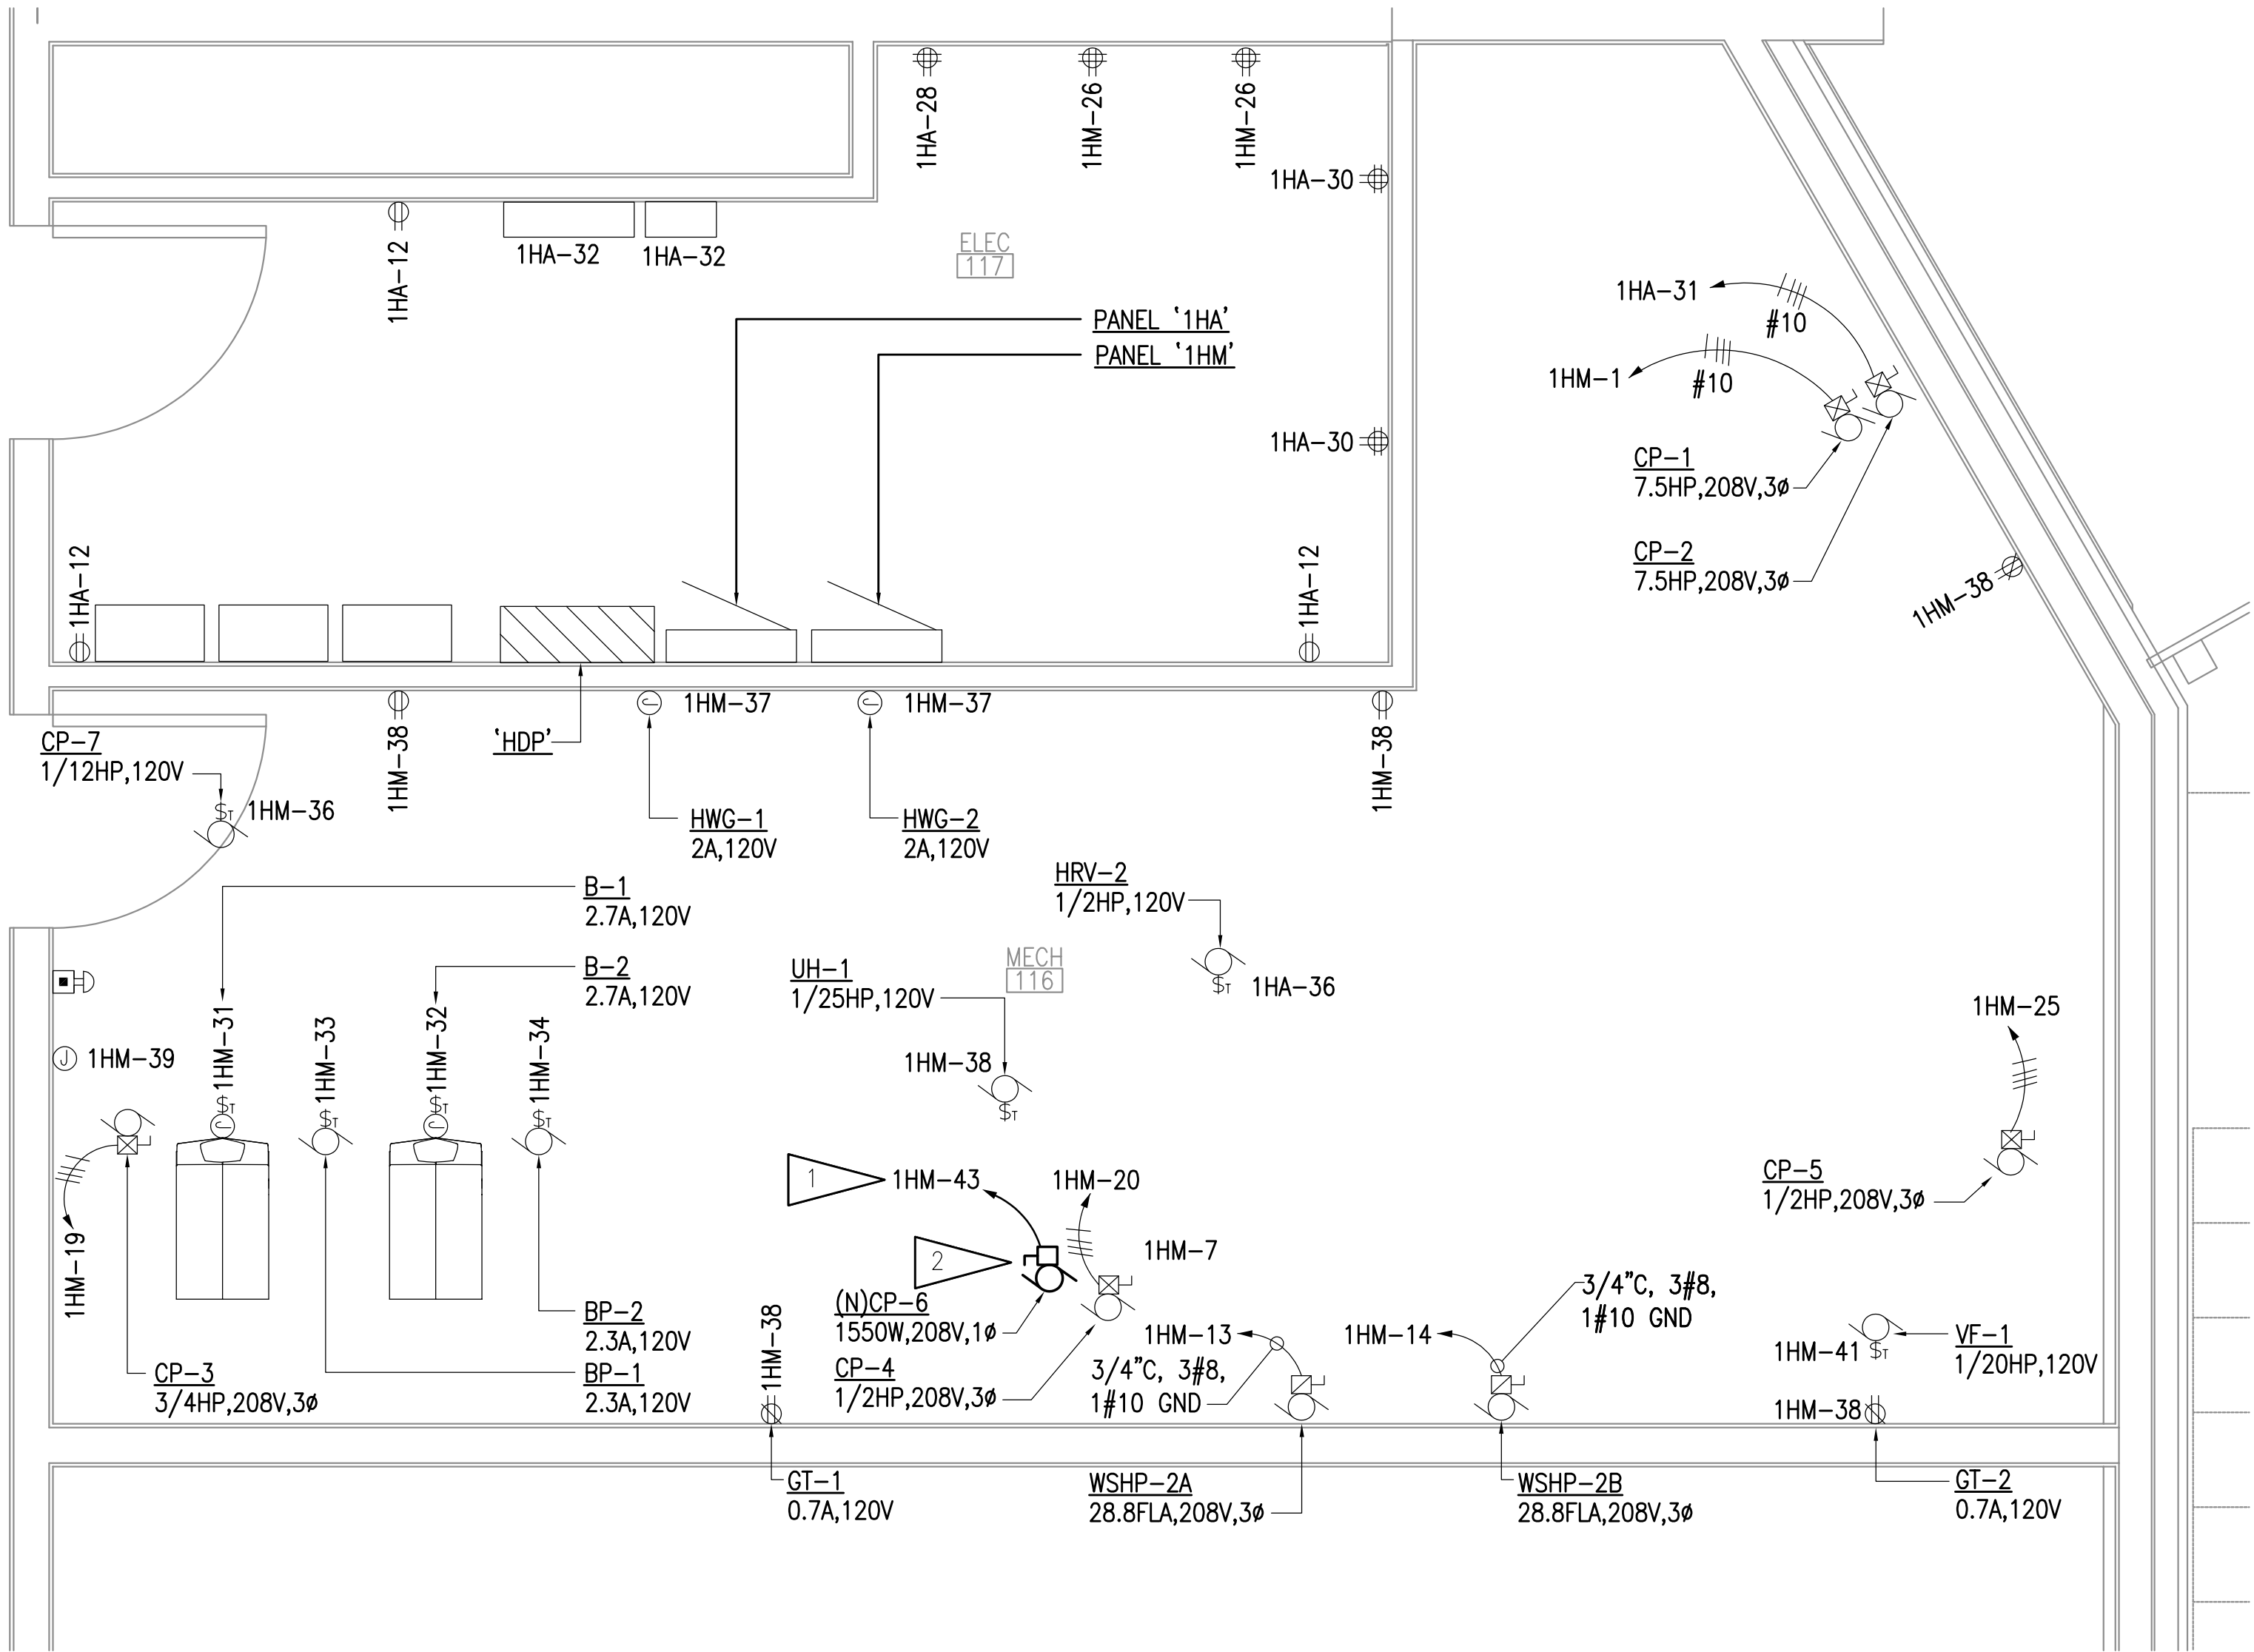 1HA-28
1HM-26
1HM-26
1HA-30
1HA-12
1HA-32
1HA-32
ELEC
117
PANEL ‘1HA’
PANEL ‘1HM’
1HA-31
#10
1HM-1
#10
1HA-30
CP-1
7.5HP,208V,3ø
CP-2
7.5HP,208V,3ø
1HA-12
1HA-12
1HM-38
1HM-38
‘HDP’
1HM-37
1HM-37
1HM-38
CP-7
1/12HP,120V
$T
1HM-36
HWG-1
2A,120V
HWG-2
2A,120V
B-1
2.7A,120V
B-2
2.7A,120V
HRV-2
1/2HP,120V
$T
1HA-36
MECH
116
UH-1
1/25HP,120V
1HM-38
$T
J
1HM-39
1HM-31
$T
J
1HM-33
$T
1HM-32
$T
J
1HM-34
$T
1HM-25
CP-5
1/2HP,208V,3ø
1HM-19
1
1HM-43
1HM-20
2
1HM-7
(N)CP-6
1550W,208V,1ø
CP-4
1/2HP,208V,3ø
BP-2
2.3A,120V
BP-1
2.3A,120V
CP-3
3/4HP,208V,3ø
1HM-38
1HM-13
3/4”C, 3#8,
1#10 GND
1HM-14
3/4”C, 3#8,
1#10 GND
1HM-41
$T
VF-1
1/20HP,120V
1HM-38
GT-1
0.7A,120V
WSHP-2A
28.8FLA,208V,3ø
WSHP-2B
28.8FLA,208V,3ø
GT-2
0.7A,120V